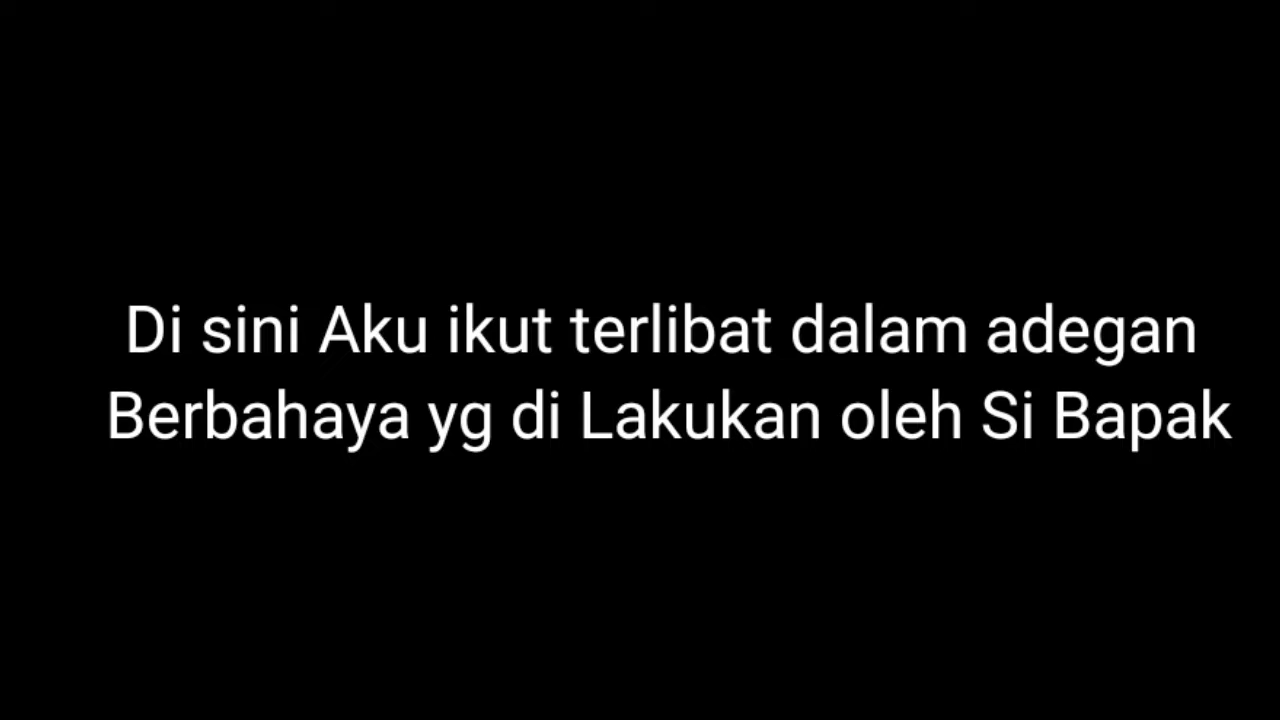 Di sini Aku ikut terlibat dalam adegan
Berbahaya yg di Lakukan oleh Si Bapak